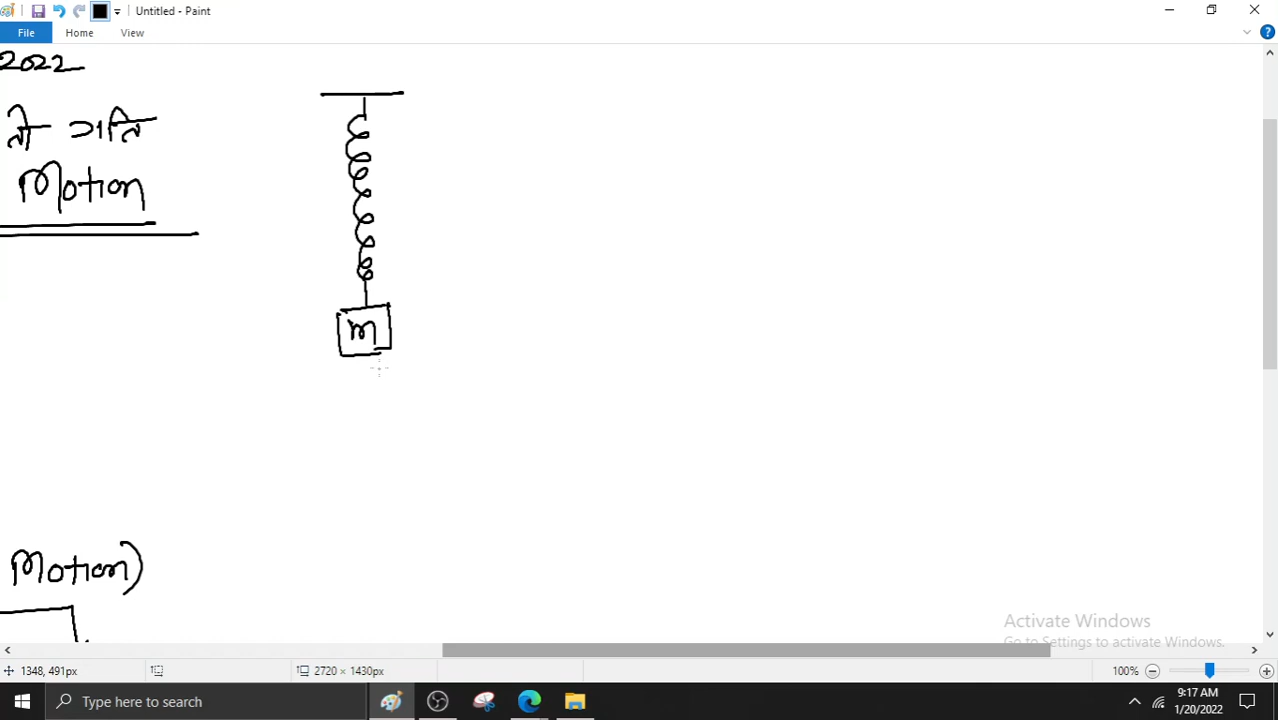 Untitled - Paint
File Home View
2022
গতি
Motion
m
Motion)
Activate Windows
Go to Settings to activate Windows.
1348, 491px
2720 × 1430px
100%
Type here to search
9:17 AM
1/20/2022